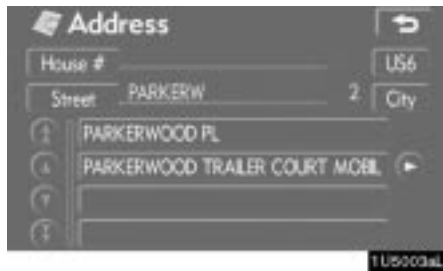 Address
House # US6
Street PARKERW 2 City
PARKERWOOD PL
PARKERWOOD TRAILER COURT MOBIL
1U5003aL